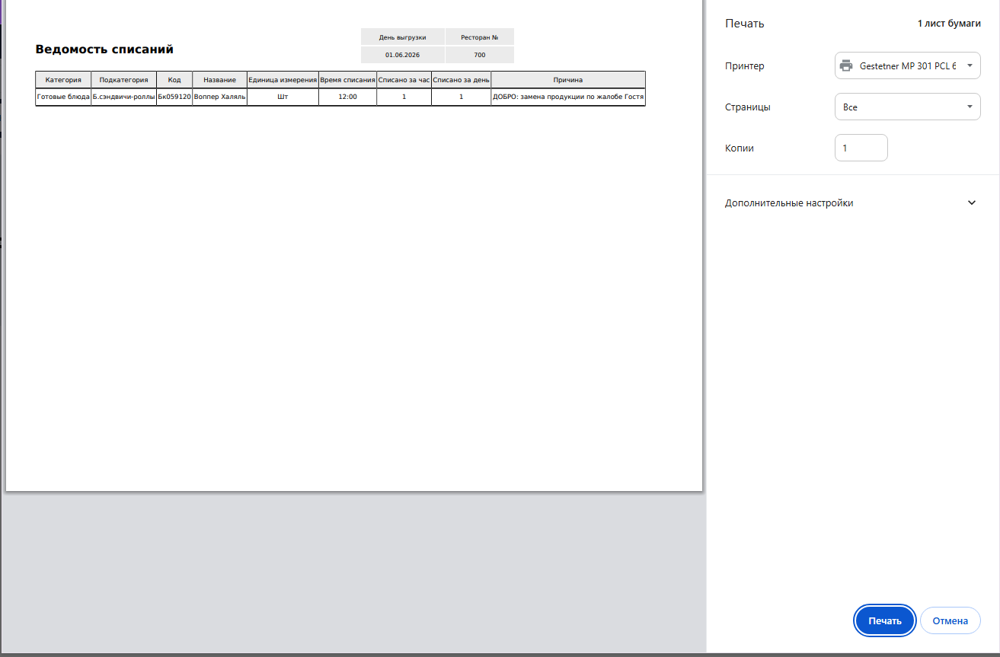 День выгрузки Ресторан №
Ведомость списаний
01.06.2026 700
Категория Подкатегория Код Название Единица измерения Время списания Списано за час Списано за день Причина
Готовые блюда Б.сэндвичи-роллы Бк059120 Воппер Халяль Шт 12:00 1 1 ДОБРО: замена продукции по жалобе Гостя
Печать 1 лист бумаги
Принтер Gestetner MP 301 PCL 6
Страницы Все
Копии 1
Дополнительные настройки
Печать Отмена